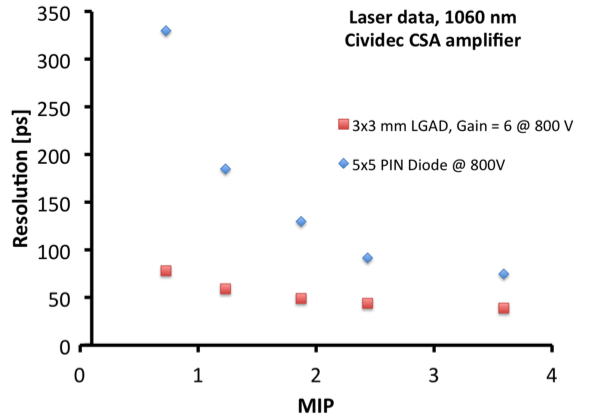 Laser data, 1060 nm
Cividec CSA amplifier
3x3 mm LGAD, Gain = 6 @ 800 V
5x5 PIN Diode @ 800V
Resolution [ps]
350
300
250
200
150
100
50
0
0 1 2 3 4
MIP